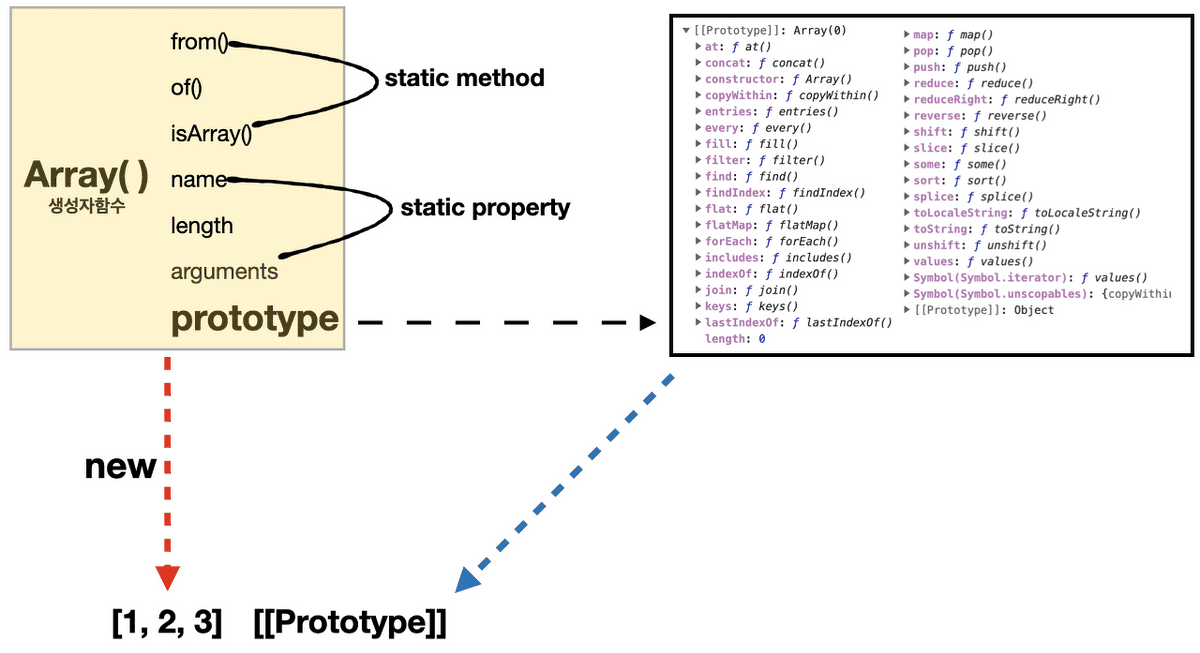 from()
static method
of()
isArray()
Array( )
생성자함수
name
static property
length
arguments
prototype
[[Prototype]]: Array(0)
at: ƒ at()
concat: ƒ concat()
constructor: ƒ Array()
copyWithin: ƒ copyWithin()
entries: ƒ entries()
every: ƒ every()
fill: ƒ fill()
filter: ƒ filter()
find: ƒ find()
findIndex: ƒ findIndex()
flat: ƒ flat()
flatMap: ƒ flatMap()
forEach: ƒ forEach()
includes: ƒ includes()
indexOf: ƒ indexOf()
join: ƒ join()
keys: ƒ keys()
lastIndexOf: ƒ lastIndexOf()
length: 0
map: ƒ map()
pop: ƒ pop()
push: ƒ push()
reduce: ƒ reduce()
reduceRight: ƒ reduceRight()
reverse: ƒ reverse()
shift: ƒ shift()
slice: ƒ slice()
some: ƒ some()
sort: ƒ sort()
splice: ƒ splice()
toLocaleString: ƒ toLocaleString()
toString: ƒ toString()
unshift: ƒ unshift()
values: ƒ values()
Symbol(Symbol.iterator): ƒ values()
Symbol(Symbol.unscopables): {copyWithin
[[Prototype]]: Object
new
[1, 2, 3] [[Prototype]]